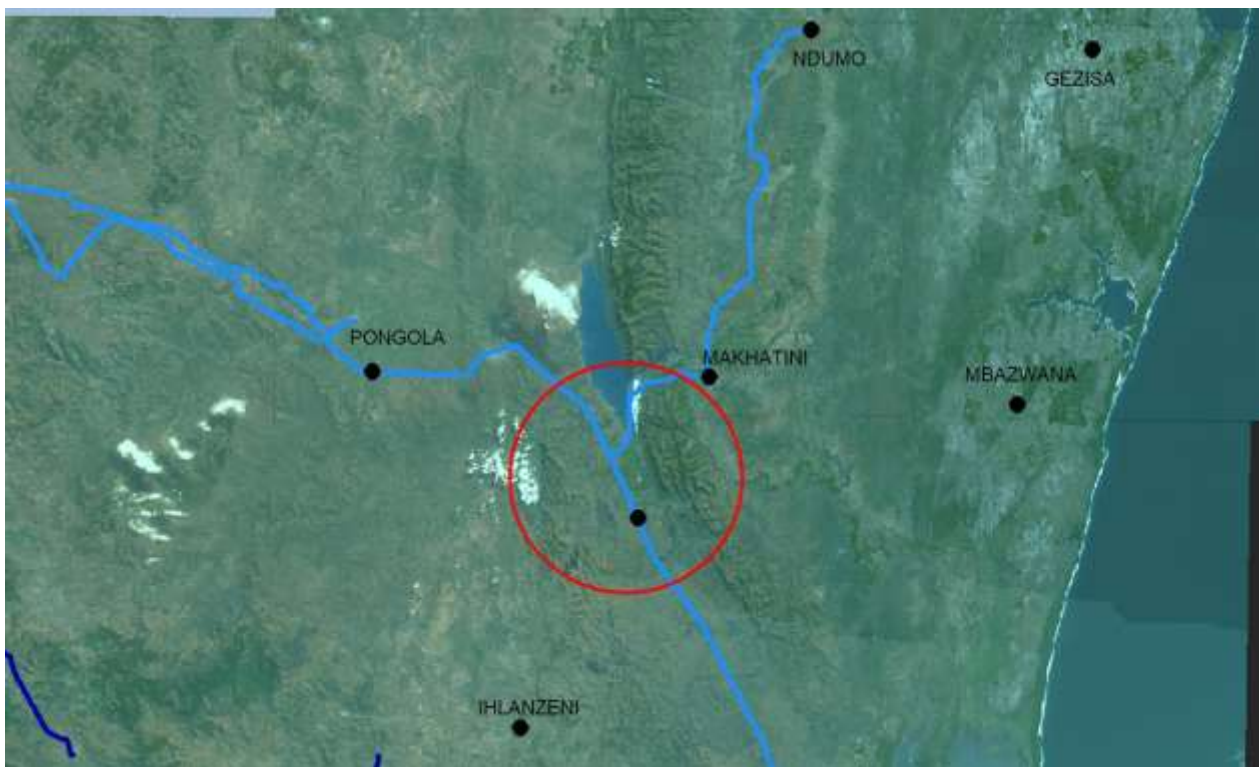 NDUMO
GEZISA
PONGOLA
MAKHATINI
MBAZWANA
IHLANZENI